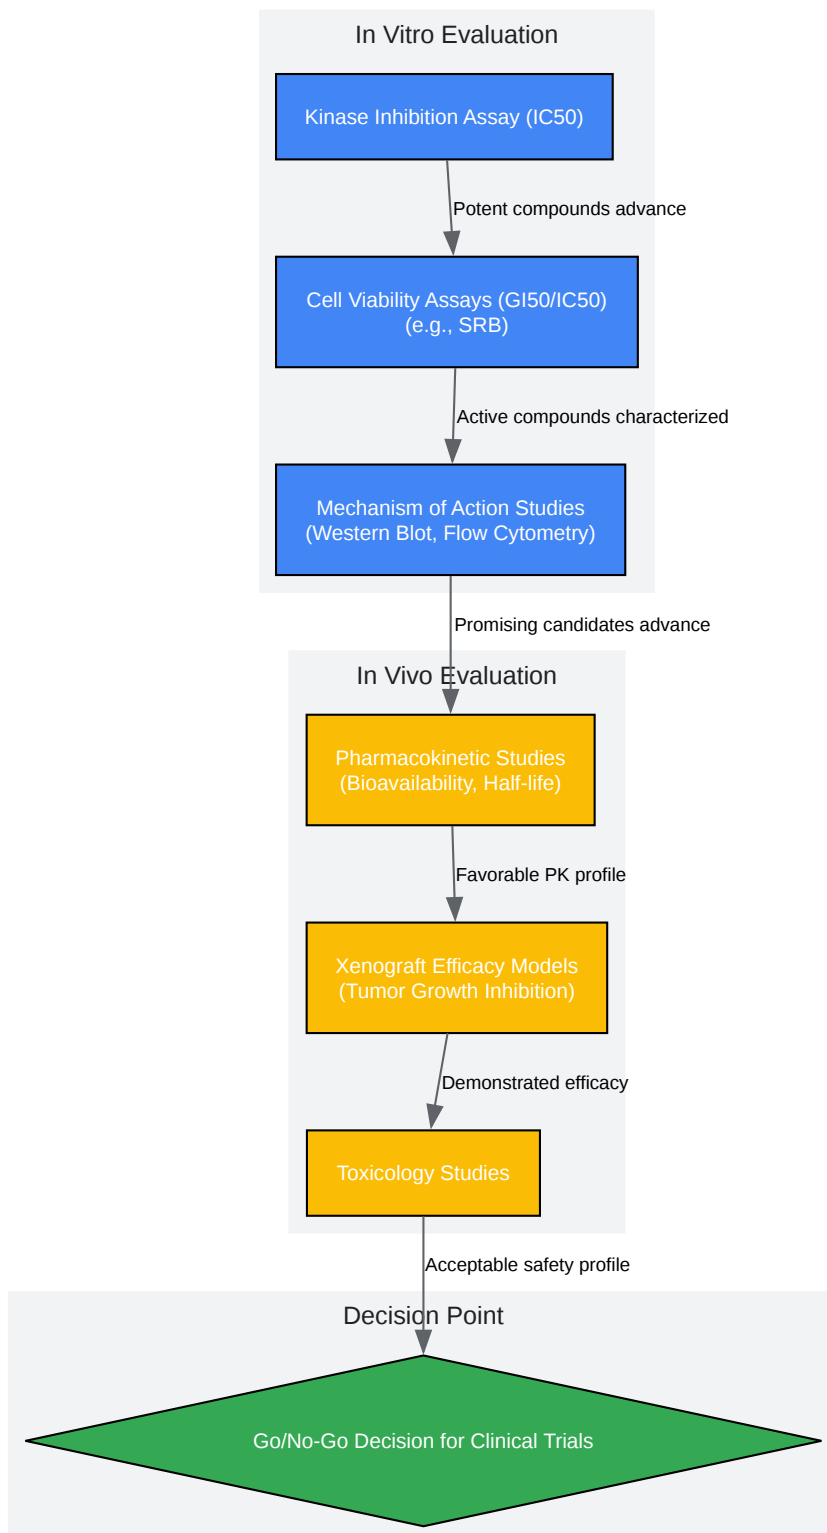 In Vitro Evaluation
Kinase Inhibition Assay (IC50)
Potent compounds advance
Cell Viability Assays (GI50/IC50)
(e.g., SRB)
Active compounds characterized
Mechanism of Action Studies
(Western Blot, Flow Cytometry)
Promising candidates advance
In Vivo Evaluation
Pharmacokinetic Studies
(Bioavailability, Half-life)
Favorable PK profile
Xenograft Efficacy Models
(Tumor Growth Inhibition)
Demonstrated efficacy
Toxicology Studies
Acceptable safety profile
Decision Point
Go/No-Go Decision for Clinical Trials